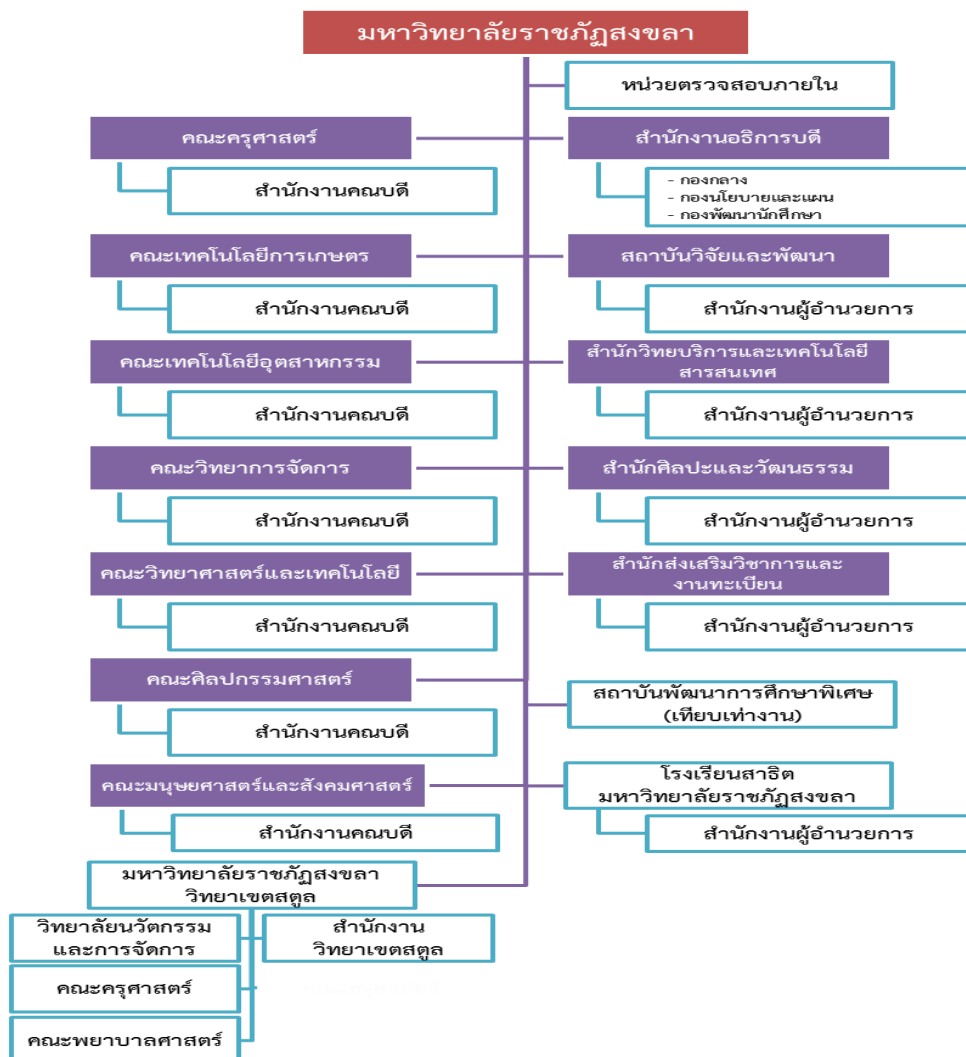 มหาวิทยาลัยราชภัฏสงขลา
หน่วยตรวจสอบภายใน
คณะครุศาสตร์
สำนักงานอธิการบดี
สำนักงานคณบดี
- กองกลาง
- กองนโยบายและแผน
- กองพัฒนานักศึกษา
คณะเทคโนโลยีการเกษตร
สถาบันวิจัยและพัฒนา
สำนักงานคณบดี
สำนักงานผู้อำนวยการ
คณะเทคโนโลยีอุตสาหกรรม
สำนักวิทยบริการและเทคโนโลยี
สารสนเทศ
สำนักงานคณบดี
สำนักงานผู้อำนวยการ
คณะวิทยาการจัดการ
สำนักศิลปะและวัฒนธรรม
สำนักงานคณบดี
สำนักงานผู้อำนวยการ
คณะวิทยาศาสตร์และเทคโนโลยี
สำนักส่งเสริมวิชาการและ
งานทะเบียน
สำนักงานคณบดี
สำนักงานผู้อำนวยการ
คณะศิลปกรรมศาสตร์
สถาบันพัฒนาการศึกษาพิเศษ
(เทียบเท่างาน)
สำนักงานคณบดี
คณะมนุษยศาสตร์และสังคมศาสตร์
โรงเรียนสาธิต
มหาวิทยาลัยราชภัฏสงขลา
สำนักงานคณบดี
สำนักงานผู้อำนวยการ
มหาวิทยาลัยราชภัฏสงขลา
วิทยาเขตสตูล
วิทยาลัยนวัตกรรม
และการจัดการ
สำนักงาน
วิทยาเขตสตูล
คณะครุศาสตร์
คณะพยาบาลศาสตร์